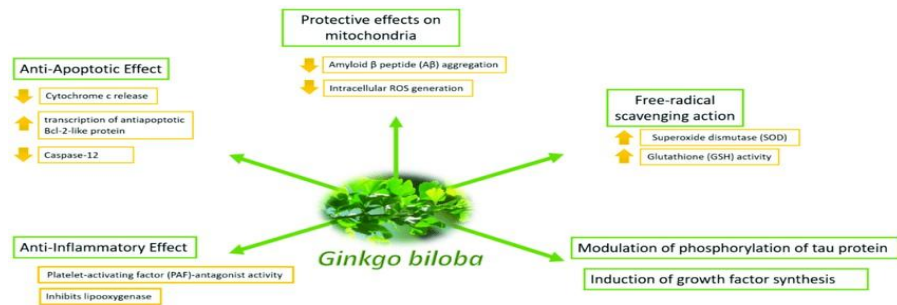 Protective effects on
mitochondria
Amyloid β peptide (Aβ) aggregation
Intracellular ROS generation
Anti-Apoptotic Effect
Cytochrome c release
transcription of antiapoptotic
Bcl-2-like protein
Caspase-12
Free-radical
scavenging action
Superoxide dismutase (SOD)
Glutathione (GSH) activity
Anti-Inflammatory Effect
Platelet-activating factor (PAF)-antagonist activity
Inhibits lipooxygenase
Ginkgo biloba
Modulation of phosphorylation of tau protein
Induction of growth factor synthesis